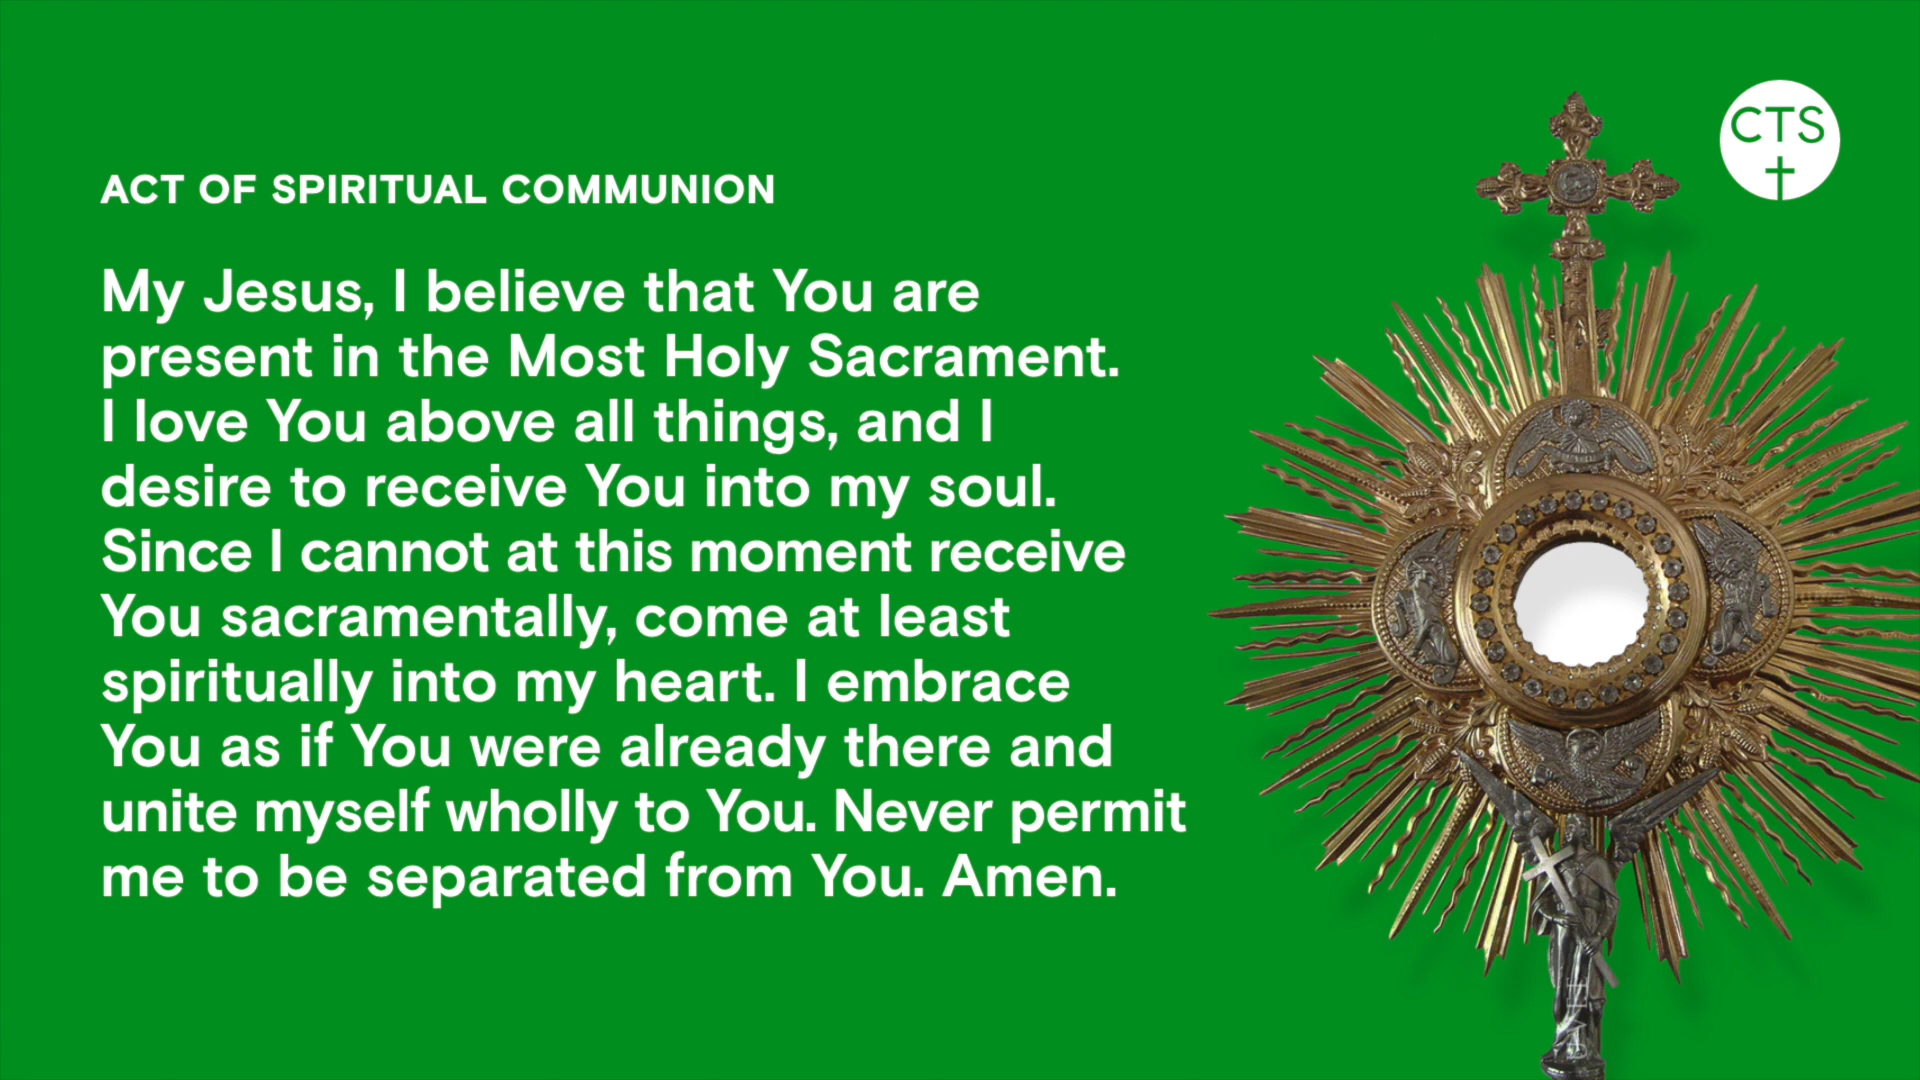 CTS
ACT OF SPIRITUAL COMMUNION
My Jesus, I believe that You are
present in the Most Holy Sacrament.
I love You above all things, and I
desire to receive You into my soul.
Since I cannot at this moment receive
You sacramentally, come at least
spiritually into my heart. I embrace
You as if You were already there and
unite myself wholly to You. Never permit
me to be separated from You. Amen.